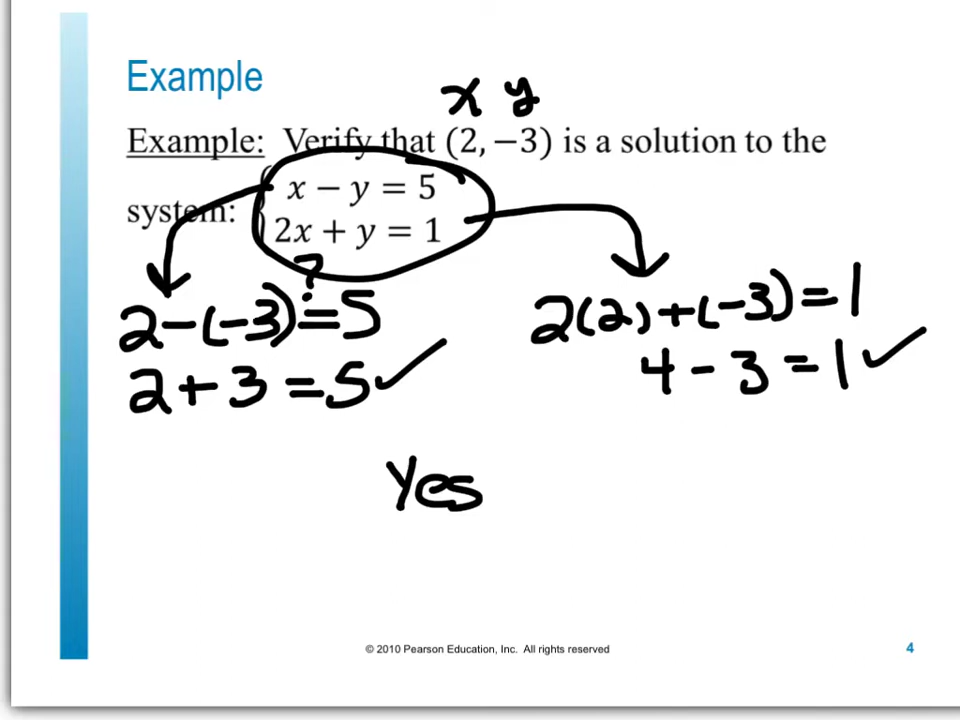 Example
x y
Example: Verify that (2, −3) is a solution to the
x − y = 5
system:
2x + y = 1
?
2-(-3)=5
2(2)+(-3)=1
2+3=5✓
4-3=1✓
Yes
© 2010 Pearson Education, Inc. All rights reserved
4